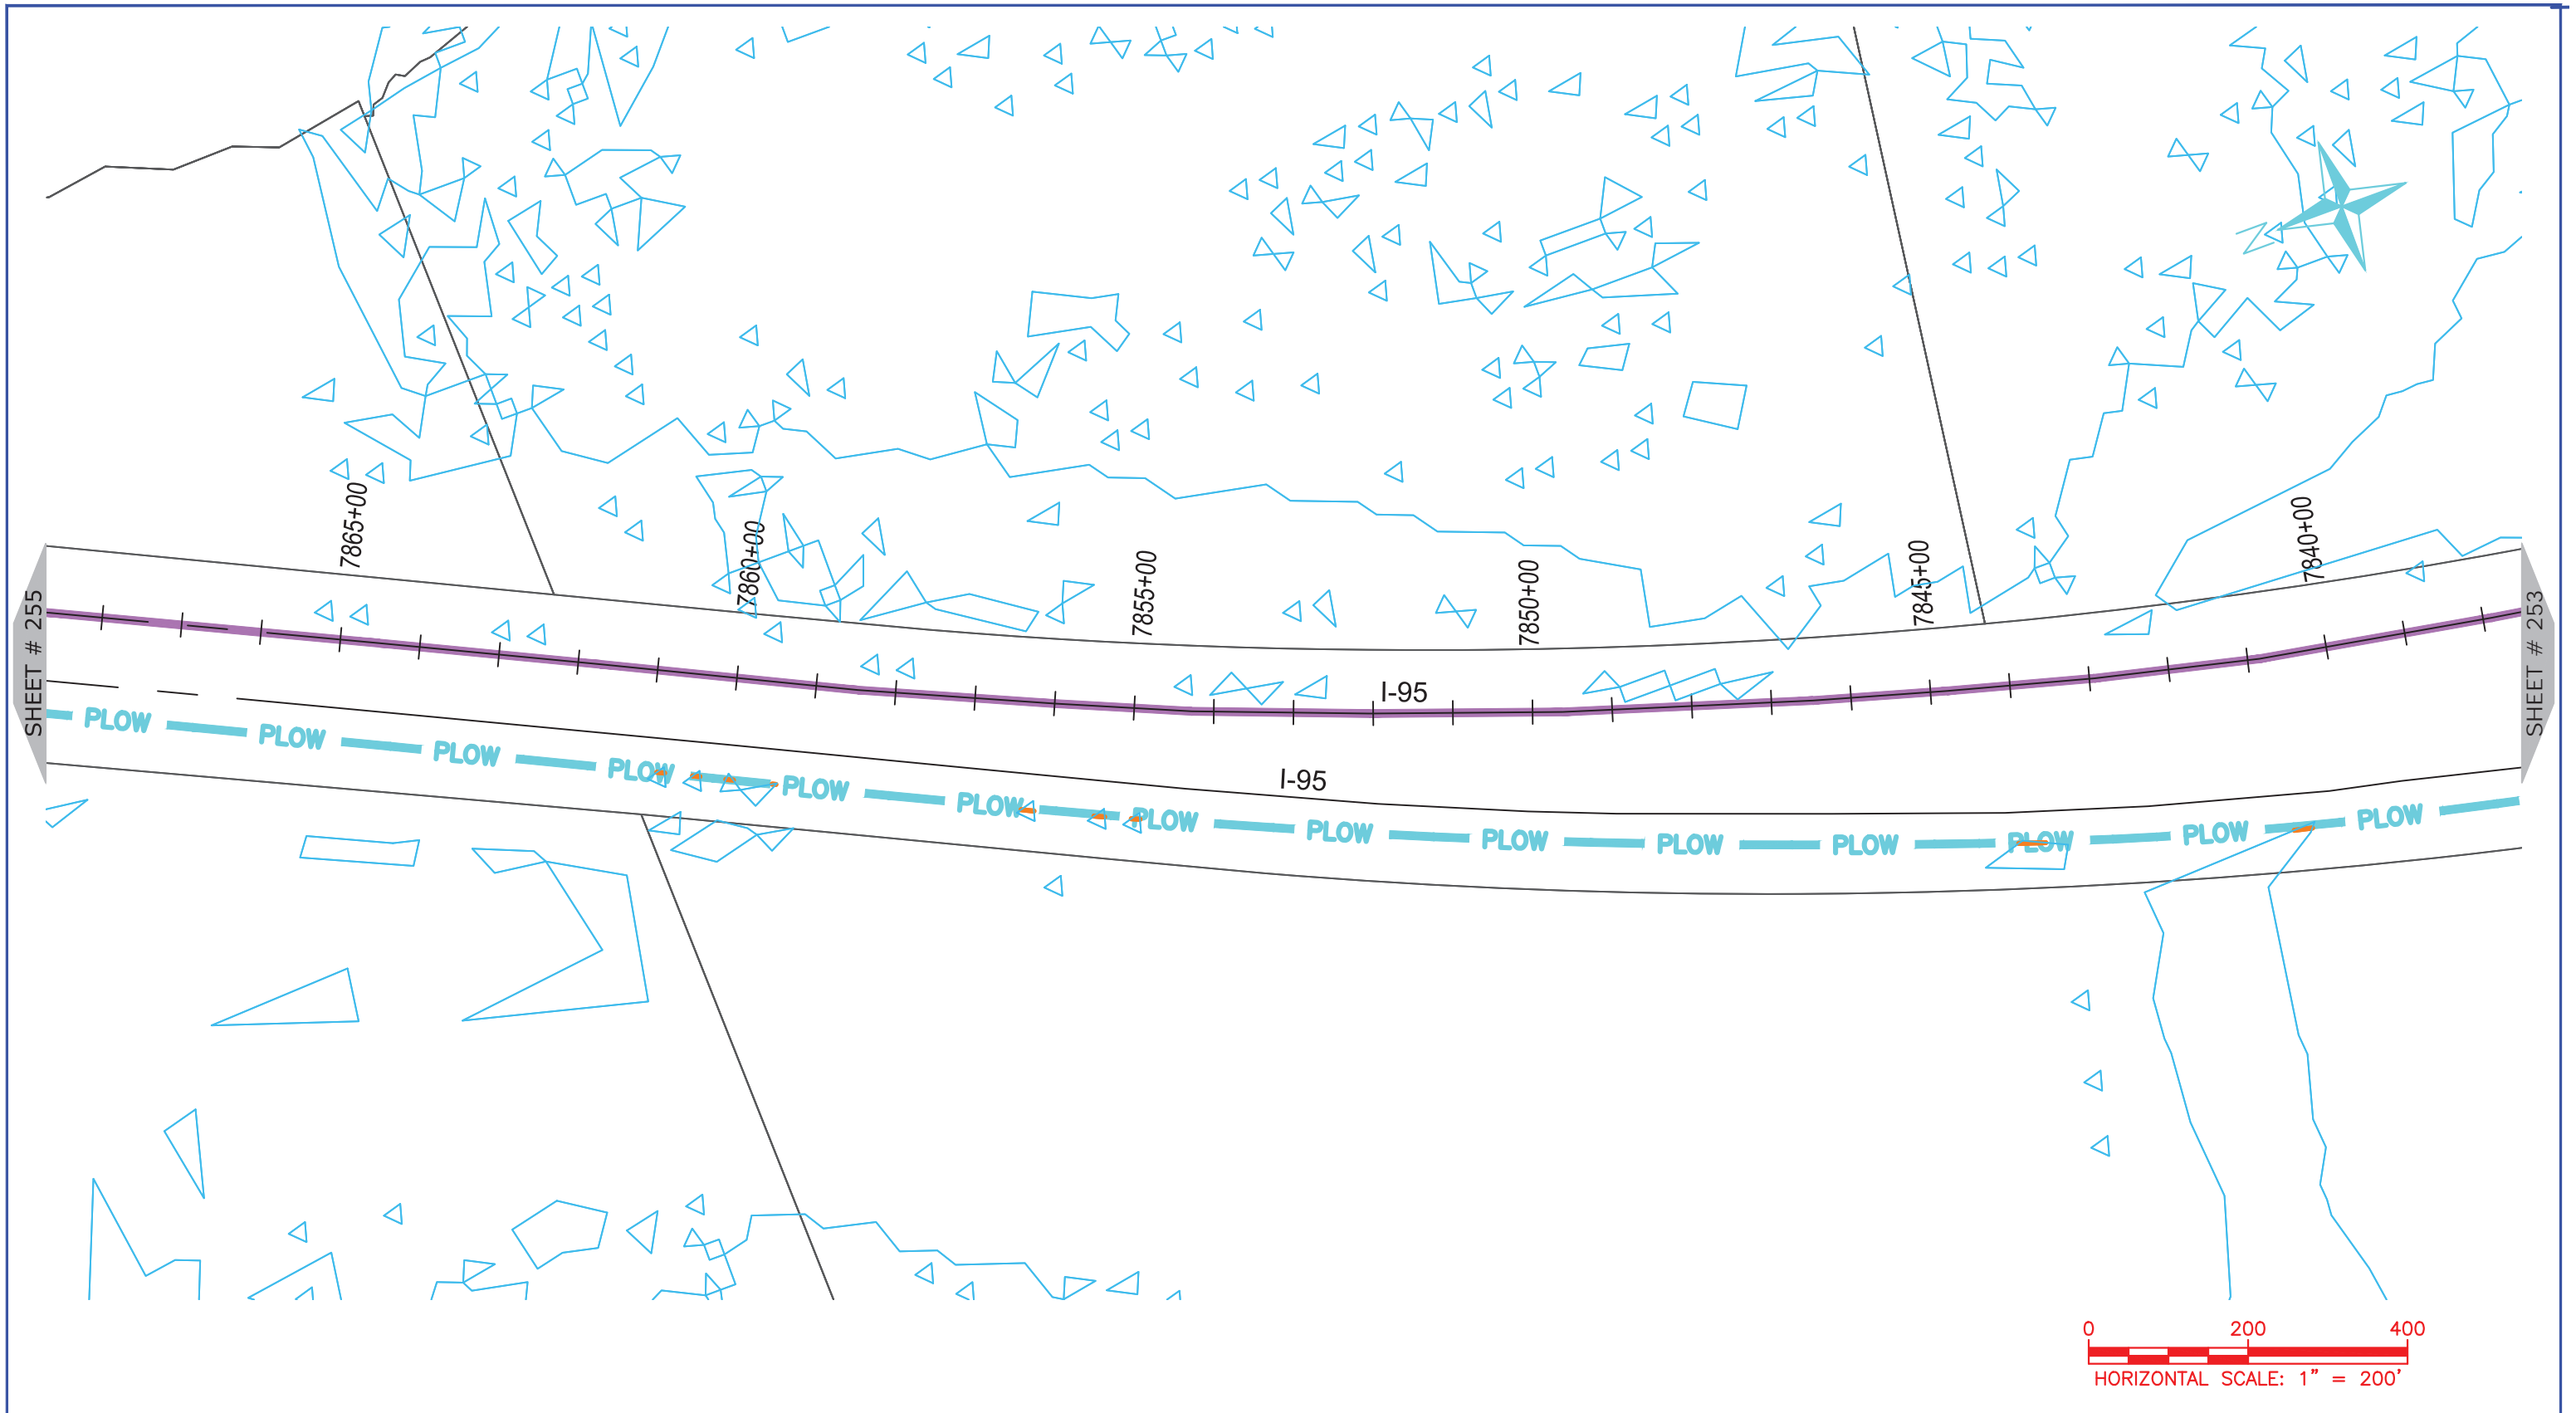 7865+00
7860+00
7855+00
7850+00
7845+00
7840+00
SHEET # 255
SHEET # 253
I-95
I-95
PLOW PLOW PLOW PLOW PLOW PLOW PLOW PLOW PLOW PLOW PLOW PLOW PLOW PLOW
N
0 200 400
HORIZONTAL SCALE: 1" = 200'